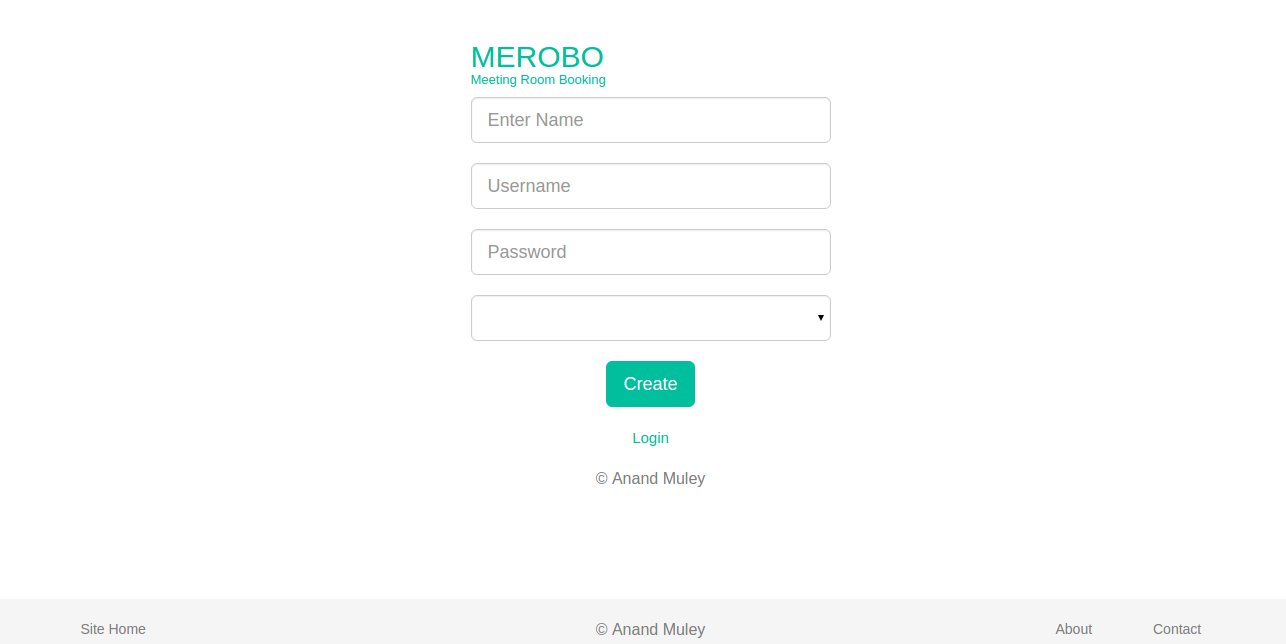 MEROBO
Meeting Room Booking
Enter Name
Username
Password
Create
Login
© Anand Muley
Site Home © Anand Muley About Contact